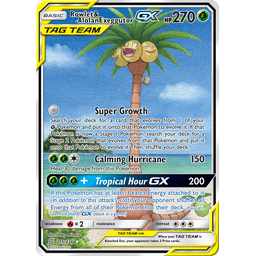 BASIC
Rowlet&
Alolan Exeggutor GX HP270
TAG TEAM
Super Growth
Search your deck for a card that evolves from 1 of your
Pokémon and put it onto that Pokémon to evolve it. If that
Pokémon is now a Stage 1 Pokémon, search your deck for a
Stage 2 Pokémon that evolves from that Pokémon and put it
onto that Pokémon to evolve it. Then, shuffle your deck.
Calming Hurricane 150
Heal 30 damage from this Pokémon.
Tropical Hour GX 200
If this Pokémon has at least 3 extra Energy attached to it
(in addition to this attack's cost), your opponent shuffles all
Energy from all of their Pokémon into their deck.
weakness ×2
resistance
retreat
TAG TEAM rule
When your TAG TEAM is
Knocked Out, your opponent takes 3 Prize cards.